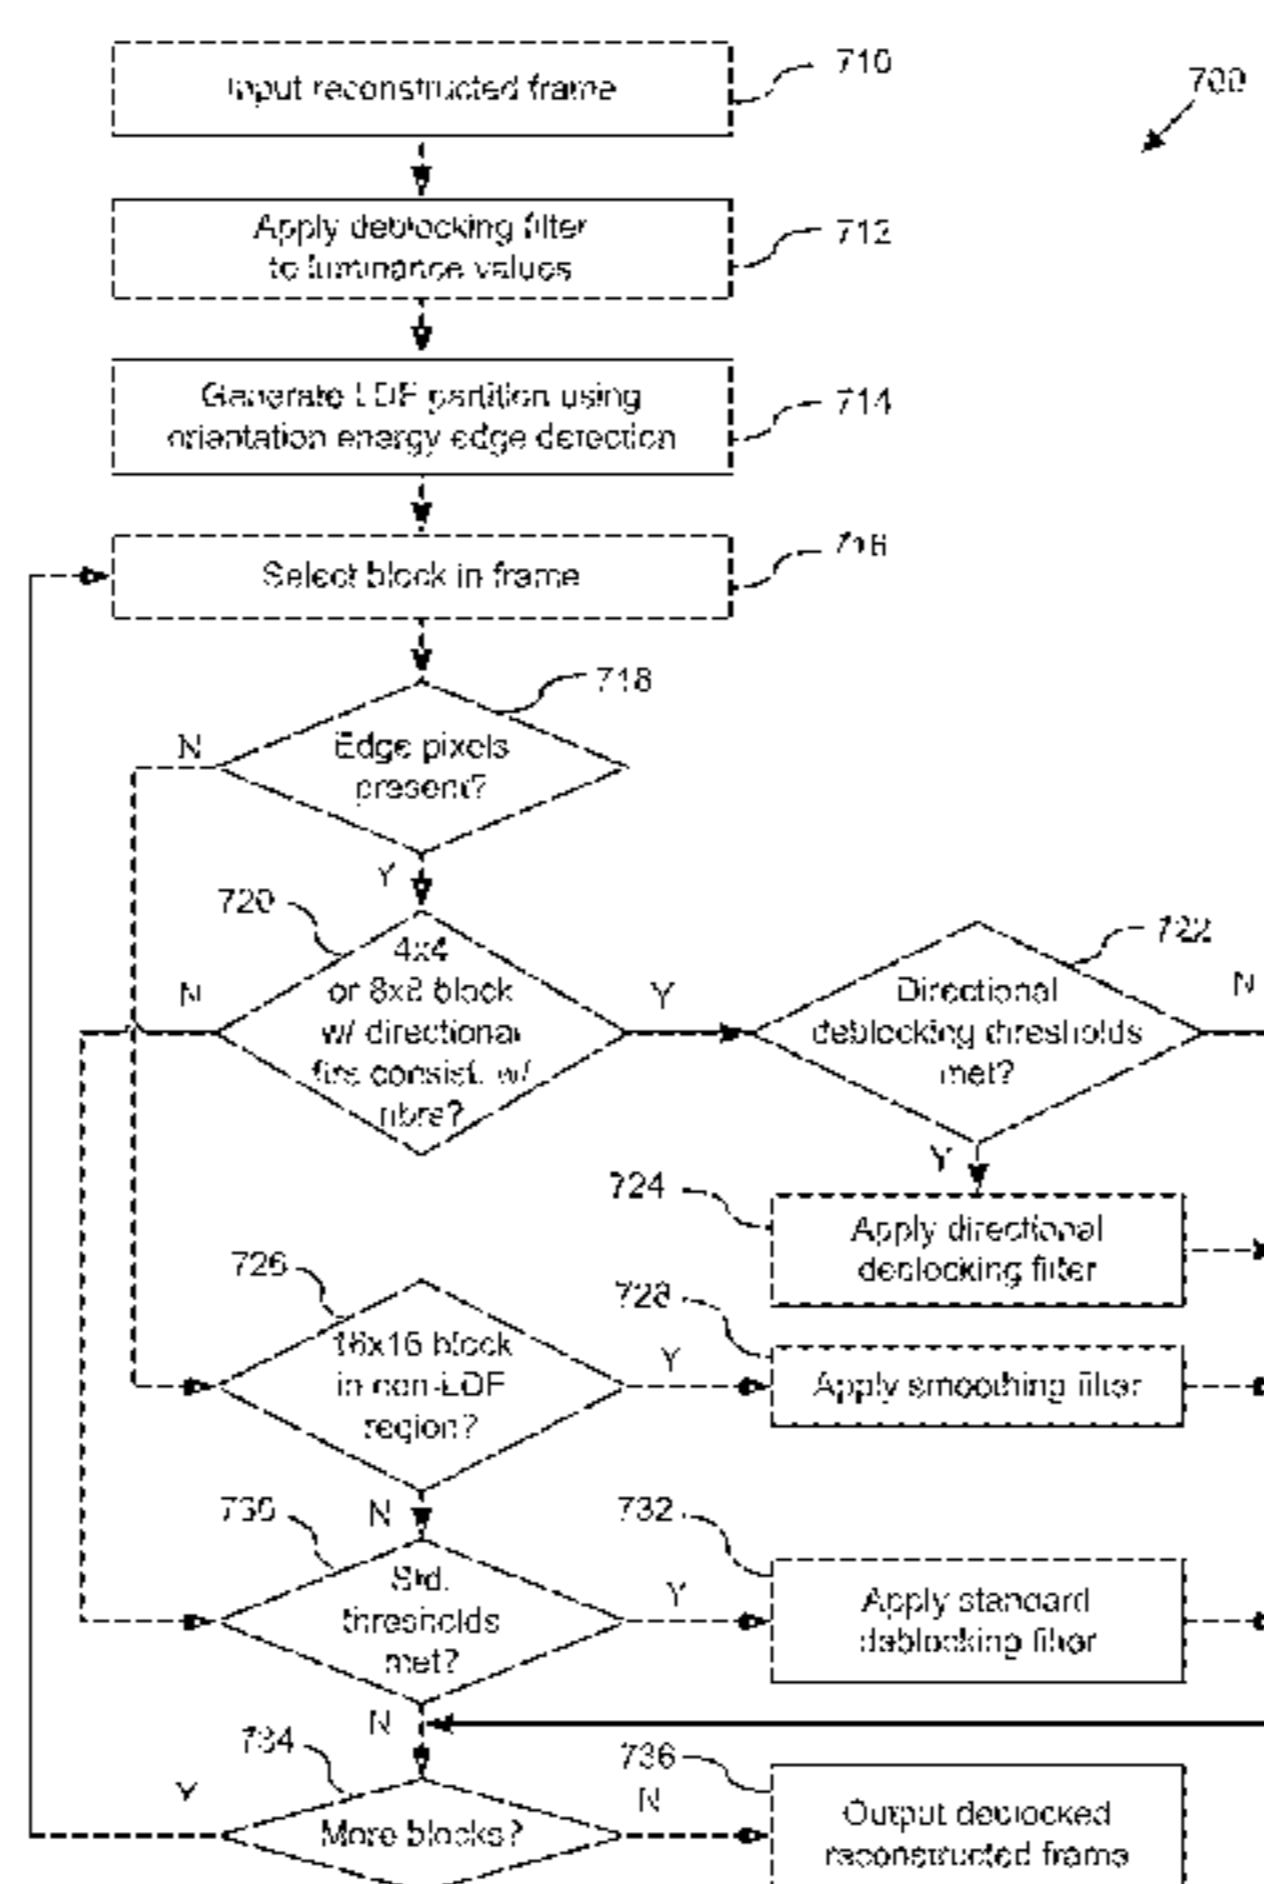 Input reconstructed frame
710
700
Apply deblocking filter
to luminance values
712
Generate LDF partition using
orientation energy edge detection
714
Select block in frame
716
718
Edge pixels
present?
N
Y
720
4x4
or 8x8 block
w/ directional
ftrs consist. w/
nbrs?
N
Y
722
Directional
deblocking thresholds
met?
N
Y
724
Apply directional
deblocking filter
726
16x16 block
in non-LDF
region?
Y
728
Apply smoothing filter
N
730
Std.
thresholds
met?
Y
732
Apply standard
deblocking filter
N
734
More blocks?
Y
N
736
Output deblocked
reconstructed frame